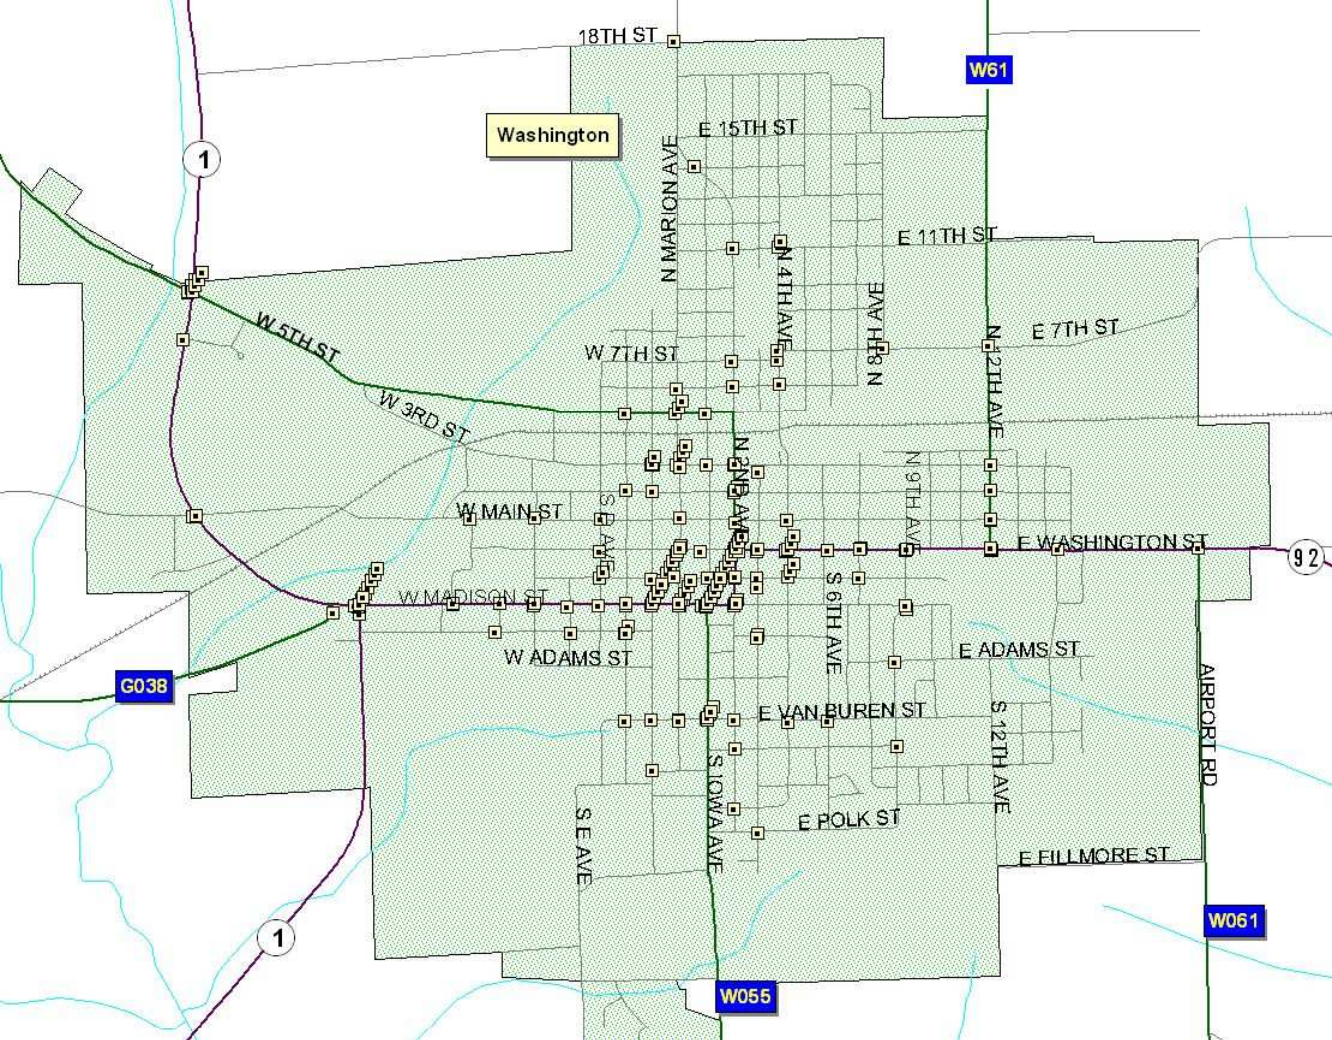 18TH ST
W61
Washington
E 15TH ST
1
N MARION AVE
E 11TH ST
N 4TH AVE
N 8TH AVE
W 5TH ST
E 7TH ST
N 12TH AVE
W 7TH ST
W 3RD ST
N 2ND AVE
N 9TH AVE
S B AVE
W MAIN ST
E WASHINGTON ST
92
W MADISON ST
S 6TH AVE
W ADAMS ST
E ADAMS ST
G038
AIRPORT RD
E VAN BUREN ST
S 12TH AVE
S IOWA AVE
S E AVE
E POLK ST
E FILLMORE ST
W061
1
W055